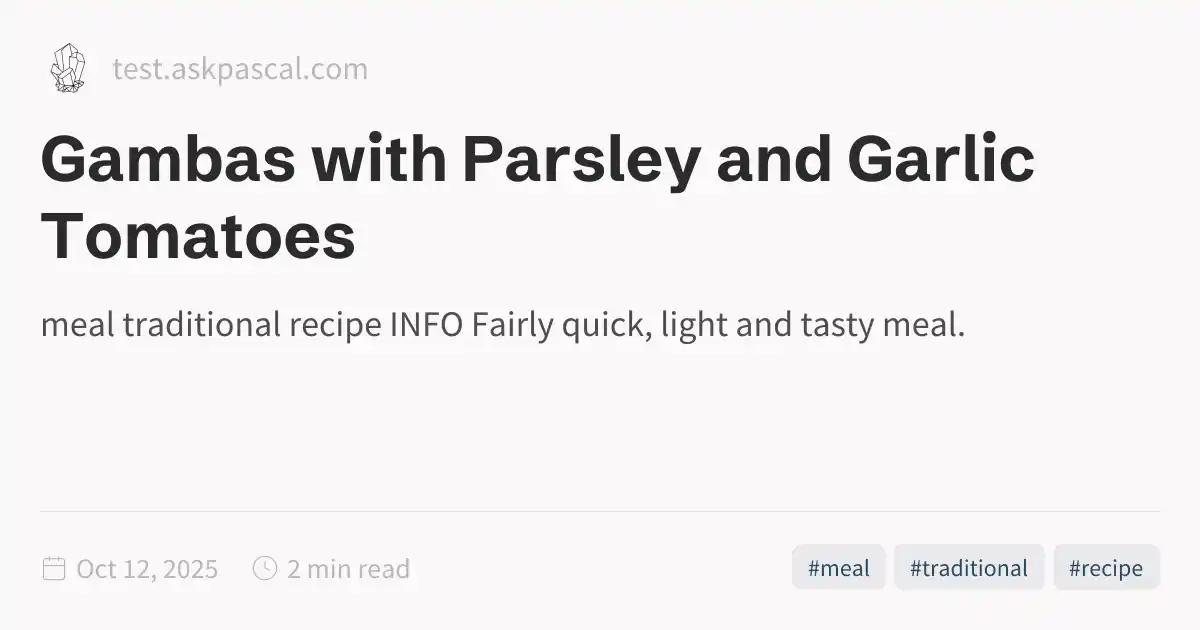 test.askpascal.com
Gambas with Parsley and Garlic
Tomatoes
meal traditional recipe INFO Fairly quick, light and tasty meal.
Oct 12, 2025 2 min read #meal #traditional #recipe